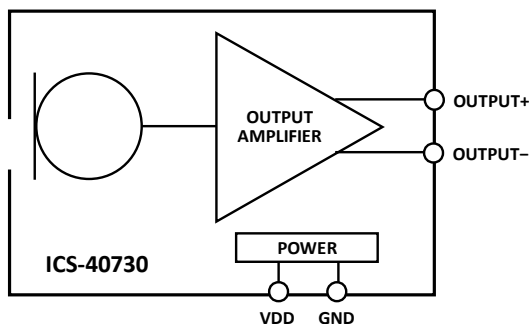 OUTPUT+
OUTPUT
AMPLIFIER
OUTPUT−
POWER
ICS-40730
VDD GND